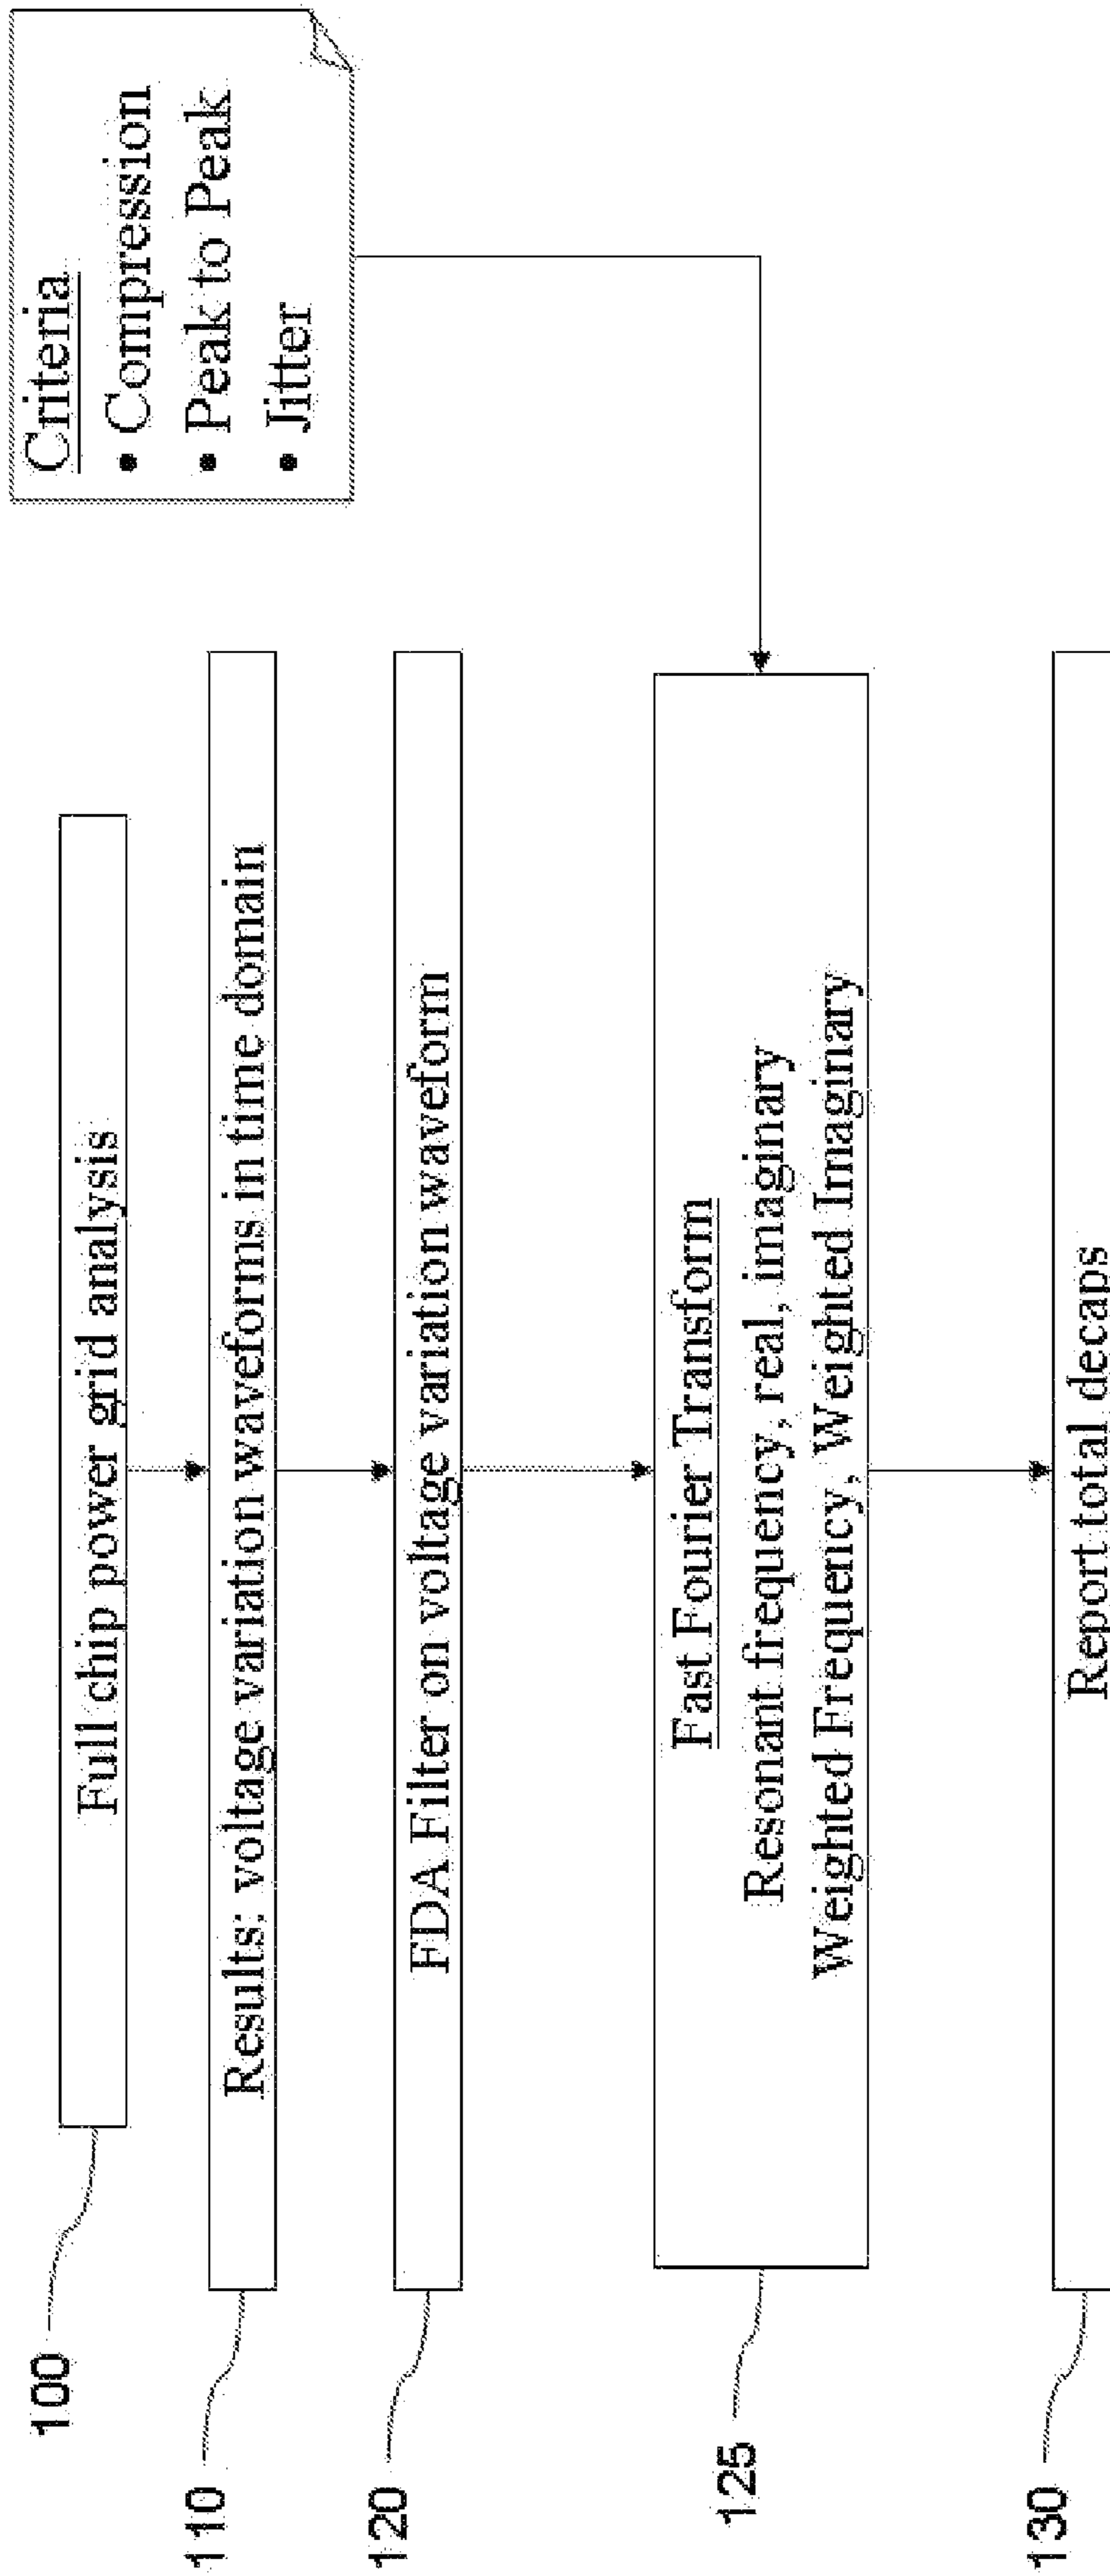 Criteria
• Compression
• Peak to Peak
• Jitter
100
Full chip power grid analysis
110
Results: voltage variation waveforms in time domain
120
FDA Filter on voltage variation waveform
125
Fast Fourier Transform
Resonant frequency, real, imaginary
Weighted Frequency, Weighted Imaginary
130
Report total decaps